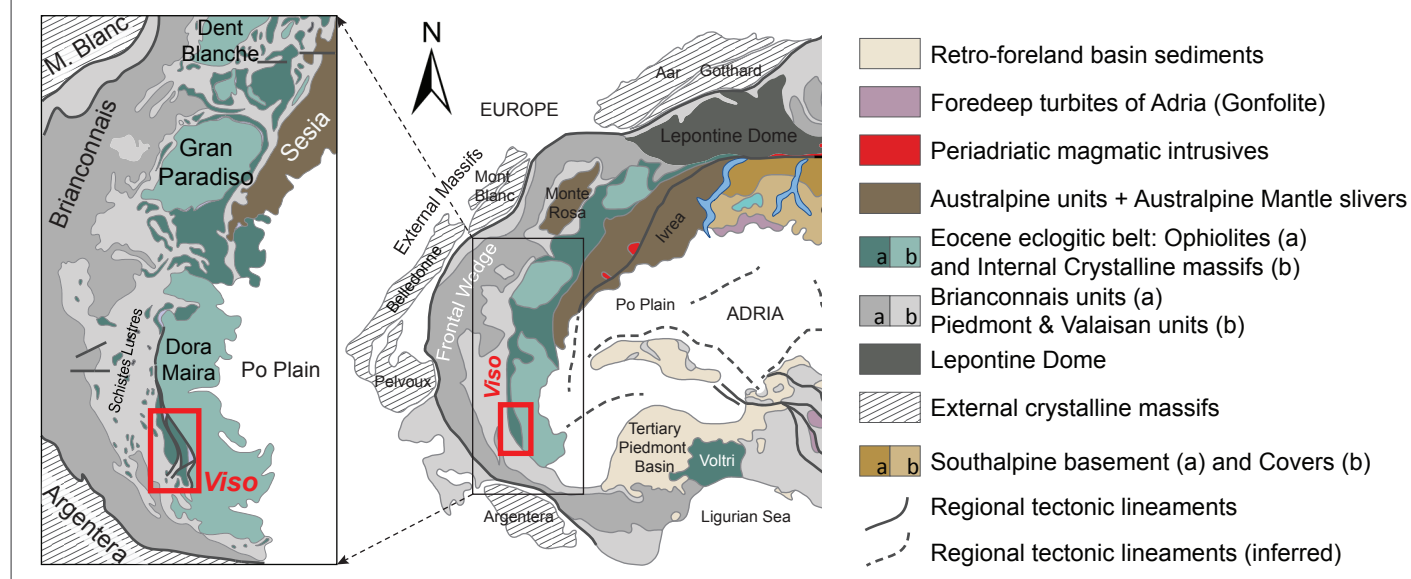 M. Blanc
Dent
Blanche
Brianconnais
Gran
Paradiso
Sesia
Schistes Lustres
Dora
Maira
Po Plain
Viso
Argentera
N
EUROPE
Aar
Gotthard
Lepontine Dome
External Massifs
Mont
Blanc
Monte
Rosa
Ivrea
Belledonne
Frontal Wedge
Po Plain
ADRIA
Pelvoux
Viso
Tertiary
Piedmont
Basin
Voltri
Argentera
Ligurian Sea
Retro-foreland basin sediments
Foredeep turbites of Adria (Gonfolite)
Periadriatic magmatic intrusives
Australpine units + Australpine Mantle slivers
a b
Eocene eclogitic belt: Ophiolites (a)
and Internal Crystalline massifs (b)
a b
Brianconnais units (a)
Piedmont & Valaisan units (b)
Lepontine Dome
External crystalline massifs
a b
Southalpine basement (a) and Covers (b)
Regional tectonic lineaments
Regional tectonic lineaments (inferred)